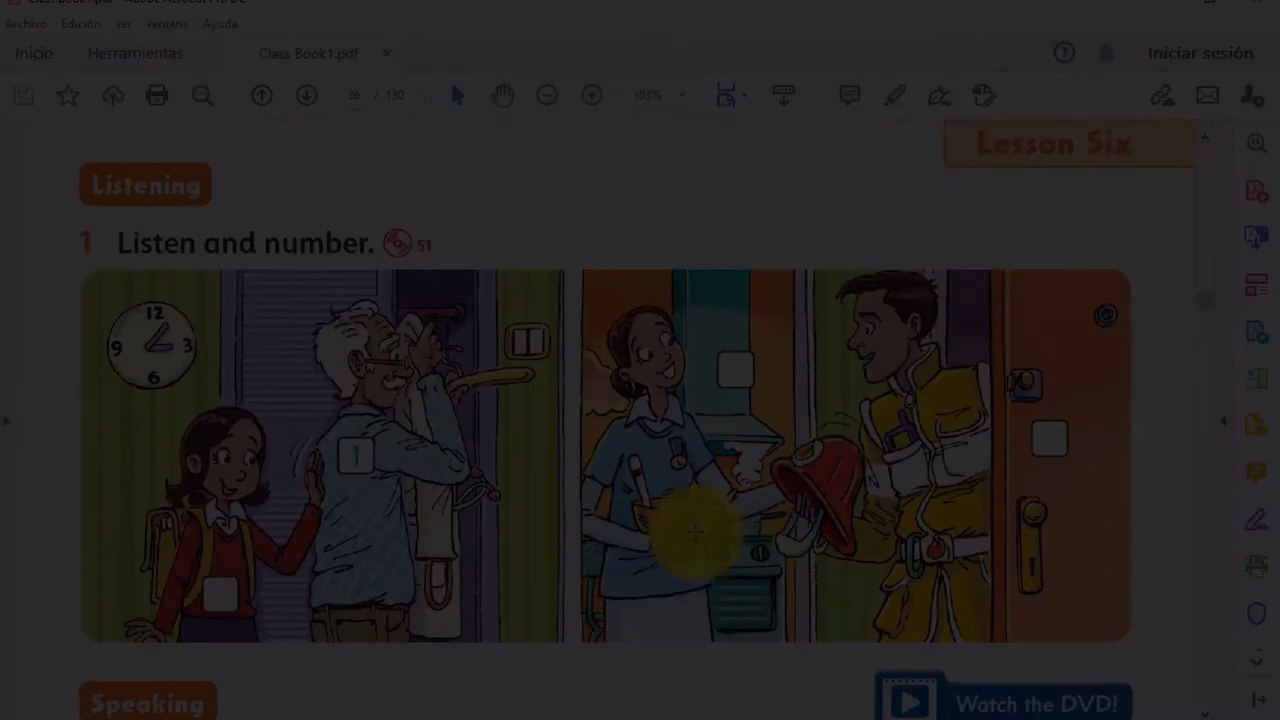 Archivo Edición Ver Ventana Ayuda
Inicio Herramientas Class Book1.pdf Iniciar sesión
36 / 130 103%
Lesson Six
Listening
1 Listen and number. 51
12
9 3
6
1
Speaking
Watch the DVD!